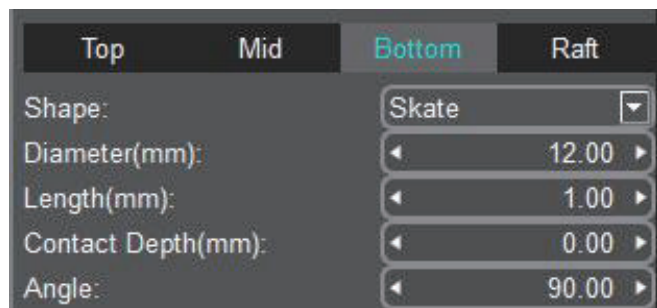 Top Mid Bottom Raft
Shape: Skate
Diameter(mm): 12.00
Length(mm): 1.00
Contact Depth(mm): 0.00
Angle: 90.00